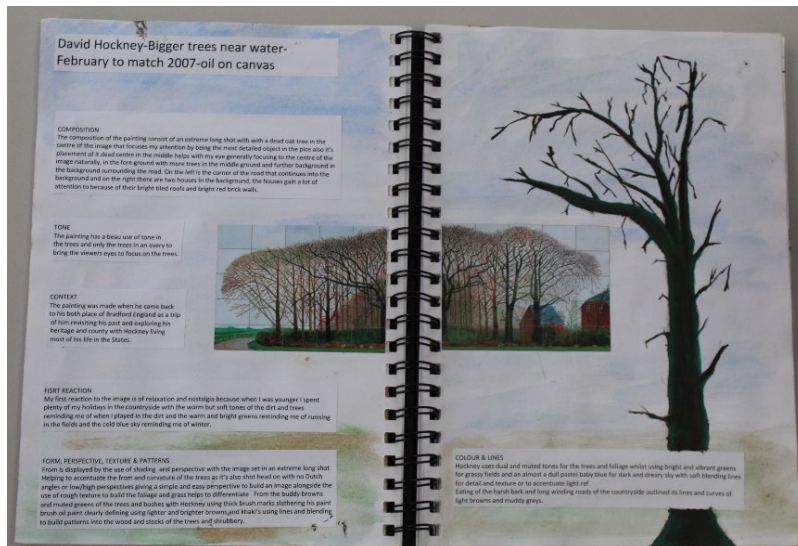 David Hockney-Bigger trees near water-
February to match 2007-oil on canvas
COMPOSITION
The composition of the painting consist of an extreme long shot with with a dead oak tree in the
centre of the image that focuses my attention by being the most detailed object in the pice also it's
placement of it dead centre in the middle helps with my eye generally focusing to the centre of the
image naturally, in the fore ground with more trees in the middle ground and further background in
the background surrounding the road. On the left is the corner of the road that continues into the
background and on the right there are two houses In the background, the houses gain a lot of
attention to because of their bright tiled roofs and bright red brick walls.
TONE
The painting has a beau use of tone in
the trees and only the trees in an every to
bring the viewers eyes to focus on the trees.
CONTEXT
The painting was made when he came back
to his both place of Bradford England as a trip
of him revisiting his past and exploring his
heritage and county with Hockney living
most of his life in the States.
FISRT REACTION
My first reaction to the image is of relaxation and nostalgia because when I was younger I spent
plenty of my holidays in the countryside with the worm but soft tones of the dirt and trees
reminding me of when I played in the dirt and the warm and bright greens reminding me of running
in the fields and the cold blue sky reminding me of winter.
FORM, PERSPECTIVE, TEXTURE & PATTERNS
From is displayed by the use of shading and perspective with the image set in an extreme long shot
Helping to accentuate the from and curvature of the trees as it's also shot head on with no Dutch
angles or low/high perspectives giving a simple and easy perspective to build an image alongside the
use of rough texture to build the foliage and grass helps to differentiate From the buddy browns
and muted greens of the trees and bushes with Hockney using thick brush marks slathering his paint
brush oil paint clearly defining using lighter and brighter browns and khaki's using lines and blending
to build patterns into the wood and stocks of the trees and shrubbery.
COLOUR & LINES
Hockney uses dual and muted tones for the trees and foliage whilst using bright and vibrant greens
for grassy fields and an almost o dull pastel baby blue for dark and dreary sky with soft blending lines
for detail and texture or to accentuate light ref
Eating of the harsh bark and long winding roads of the countryside outlined its lines and curves of
light browns and muddy greys.